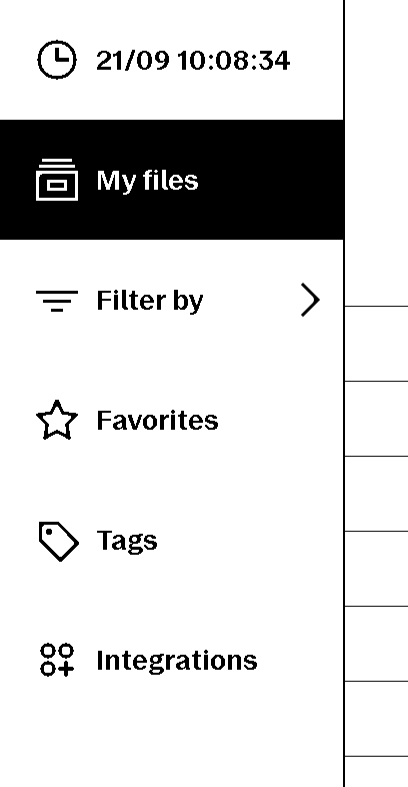 21/09 10:08:34
My files
Filter by
Favorites
Tags
Integrations